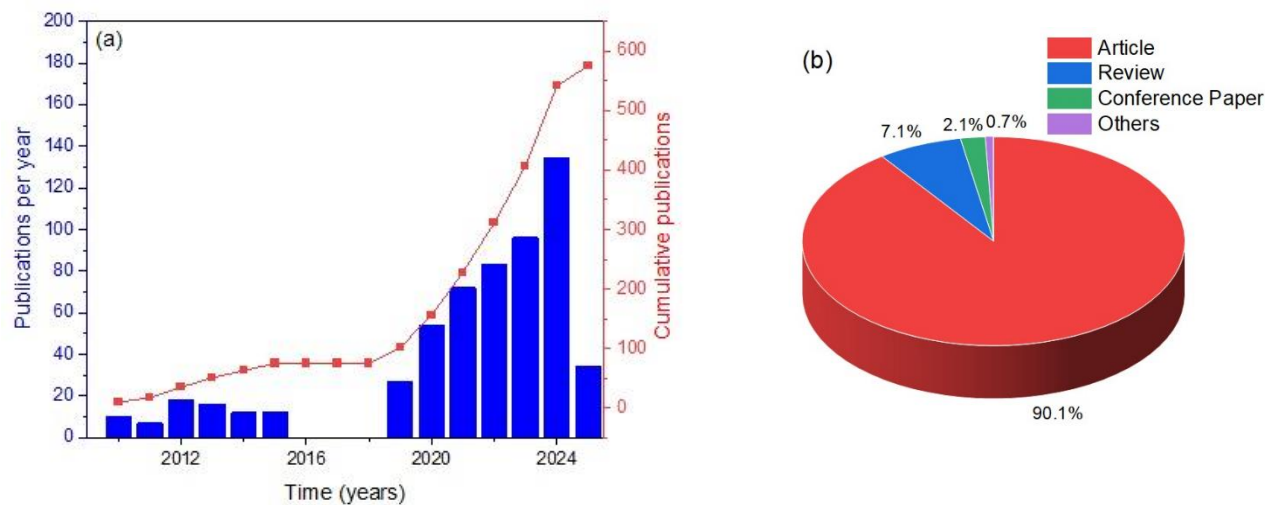 (a)
Publications per year
200
180
160
140
120
100
80
60
40
20
0
2012
2016
2020
2024
Time (years)
600
500
400
300
200
100
0
Cumulative publications
(b)
Article
Review
Conference Paper
Others
7.1%
2.1%
0.7%
90.1%